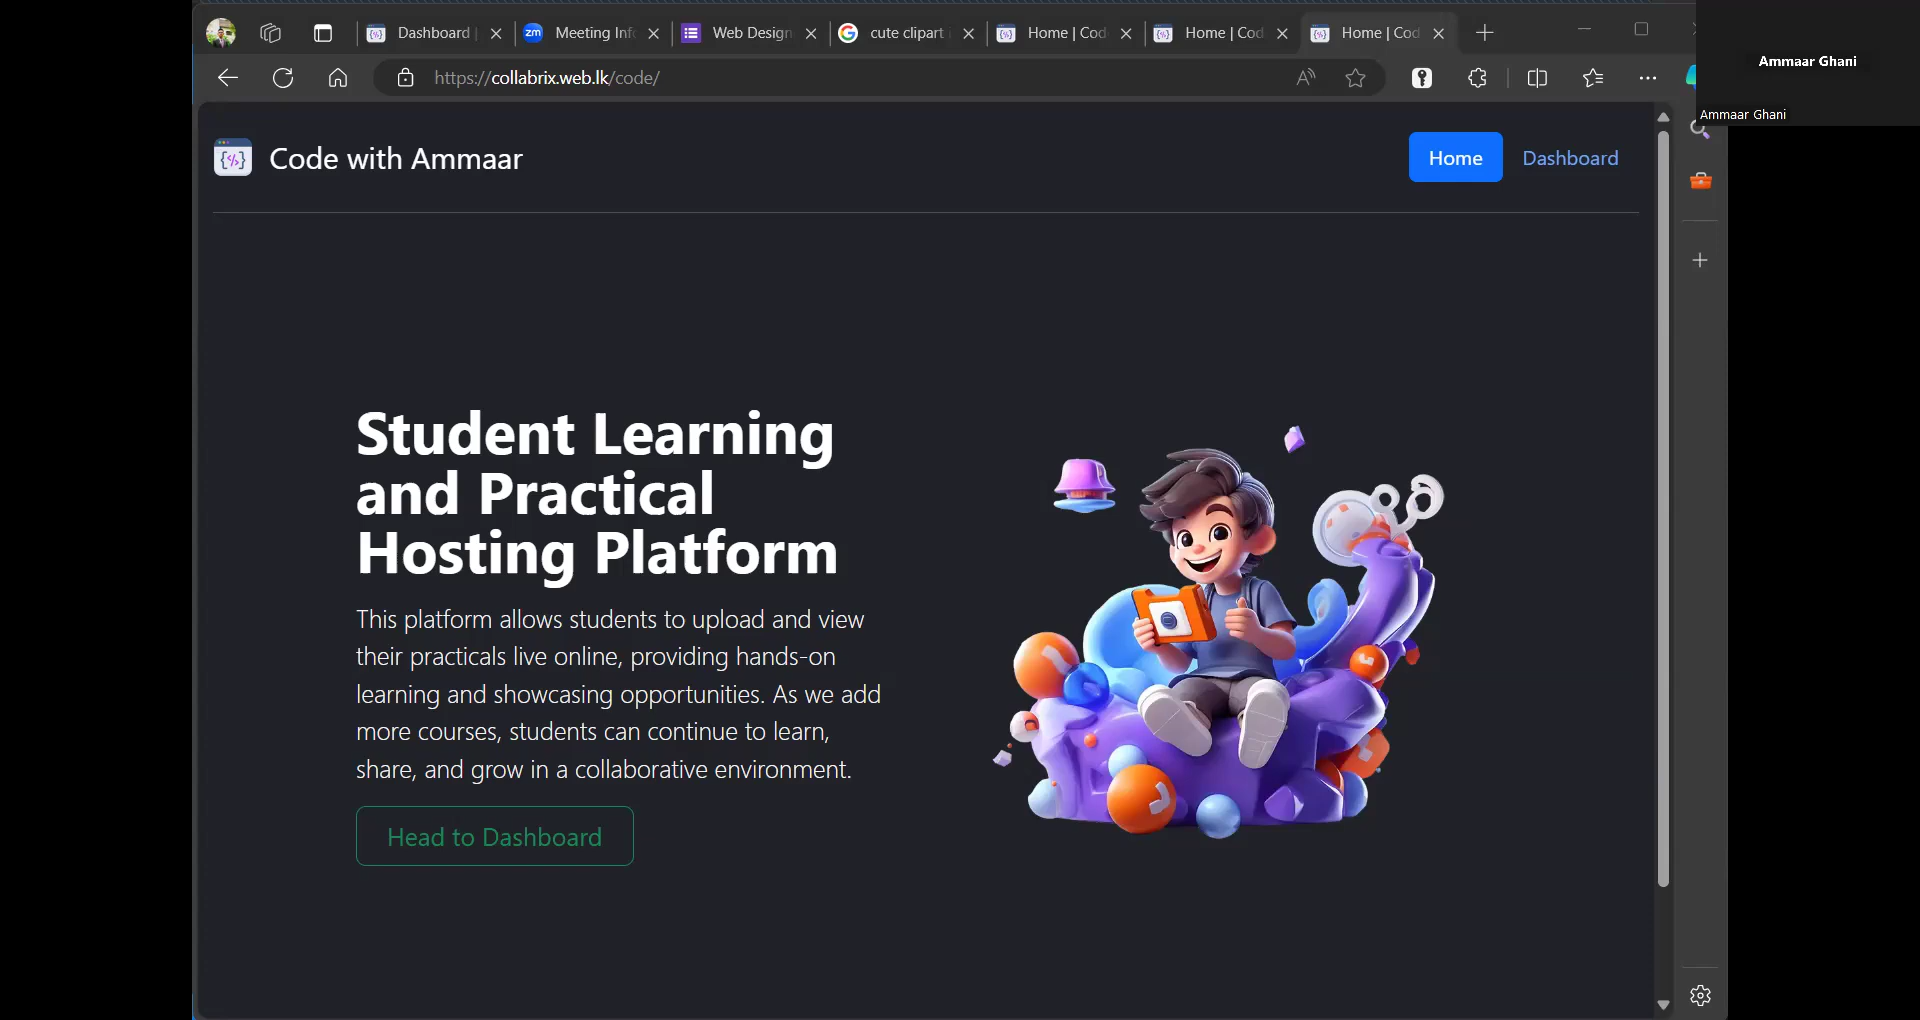 Dashboard
zm Meeting Info
Web Design
cute clipart i
Home | Cod
Home | Cod
Home | Cod
https://collabrix.web.lk/code/
Ammaar Ghani
Ammaar Ghani
Code with Ammaar
Home
Dashboard
Student Learning
and Practical
Hosting Platform
This platform allows students to upload and view
their practicals live online, providing hands-on
learning and showcasing opportunities. As we add
more courses, students can continue to learn,
share, and grow in a collaborative environment.
Head to Dashboard